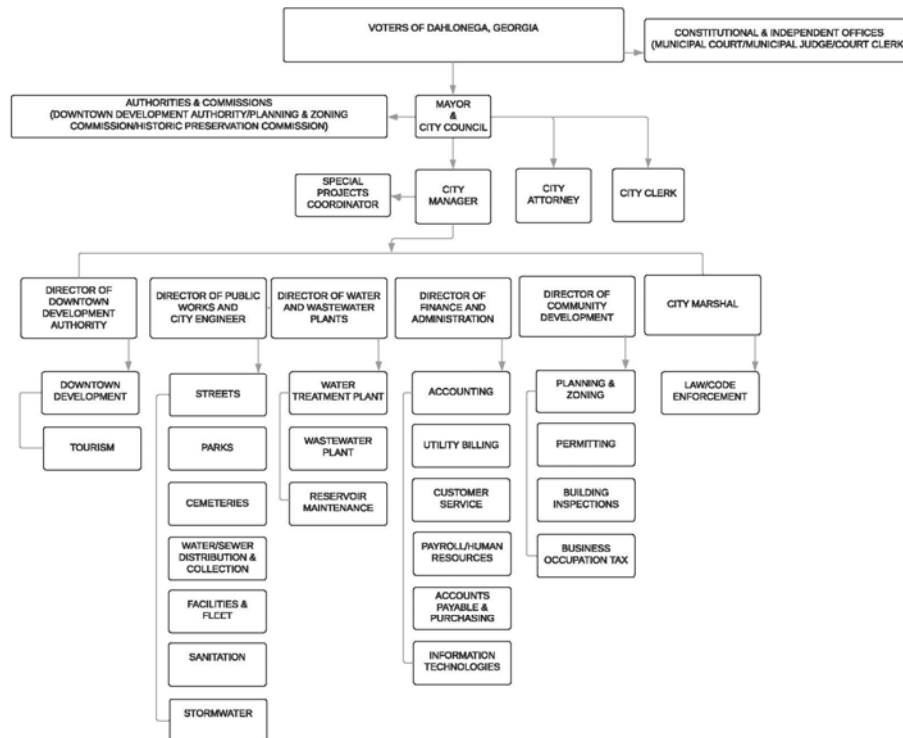 VOTERS OF DAHLONEGA, GEORGIA
CONSTITUTIONAL & INDEPENDENT OFFICES
(MUNICIPAL COURT/MUNICIPAL JUDGE/COURT CLERK
AUTHORITIES & COMMISSIONS
(DOWNTOWN DEVELOPMENT AUTHORITY/PLANNING & ZONING
COMMISSION/HISTORIC PRESERVATION COMMISSION)
MAYOR
&
CITY COUNCIL
SPECIAL
PROJECTS
COORDINATOR
CITY
MANAGER
CITY
ATTORNEY
CITY CLERK
DIRECTOR OF
DOWNTOWN
DEVELOPMENT
AUTHORITY
DIRECTOR OF PUBLIC
WORKS AND
CITY ENGINEER
DIRECTOR OF WATER
AND WASTEWATER
PLANTS
DIRECTOR OF
FINANCE AND
ADMINISTRATION
DIRECTOR OF
COMMUNITY
DEVELOPMENT
CITY MARSHAL
DOWNTOWN
DEVELOPMENT
TOURISM
STREETS
PARKS
CEMETERIES
WATER/SEWER
DISTRIBUTION &
COLLECTION
FACILITIES &
FLEET
SANITATION
STORMWATER
WATER
TREATMENT PLANT
WASTEWATER
PLANT
RESERVOIR
MAINTENANCE
ACCOUNTING
UTILITY BILLING
CUSTOMER
SERVICE
PAYROLL/HUMAN
RESOURCES
ACCOUNTS
PAYABLE &
PURCHASING
INFORMATION
TECHNOLOGIES
PLANNING &
ZONING
PERMITTING
BUILDING
INSPECTIONS
BUSINESS
OCCUPATION TAX
LAW/CODE
ENFORCEMENT